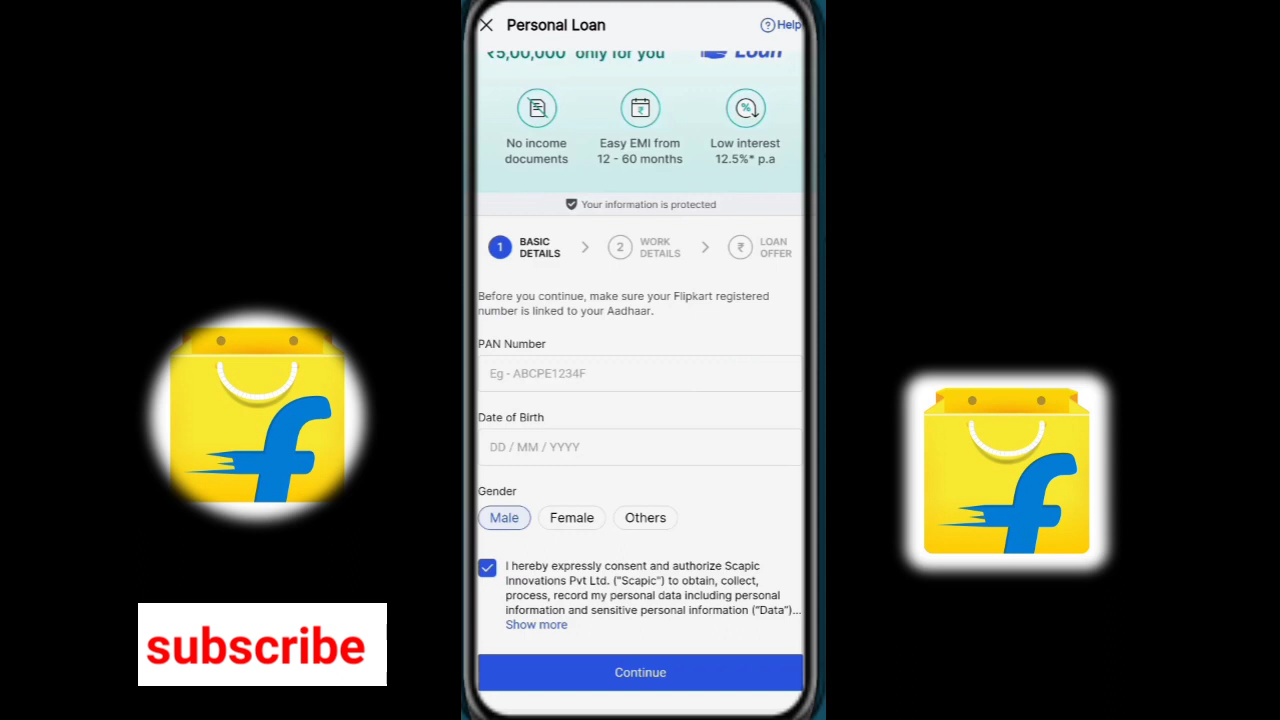 Personal Loan
Help
₹5,00,000 only for you
Loan
No income
documents
Easy EMI from
12 - 60 months
Low interest
12.5%* p.a
Your information is protected
1
BASIC
DETAILS
2
WORK
DETAILS
₹
LOAN
OFFER
Before you continue, make sure your Flipkart registered
number is linked to your Aadhaar.
PAN Number
Eg - ABCPE1234F
Date of Birth
DD / MM / YYYY
Gender
Male
Female
Others
I hereby expressly consent and authorize Scapic
Innovations Pvt Ltd. ("Scapic") to obtain, collect,
process, record my personal data including personal
information and sensitive personal information ("Data")...
Show more
Continue
subscribe